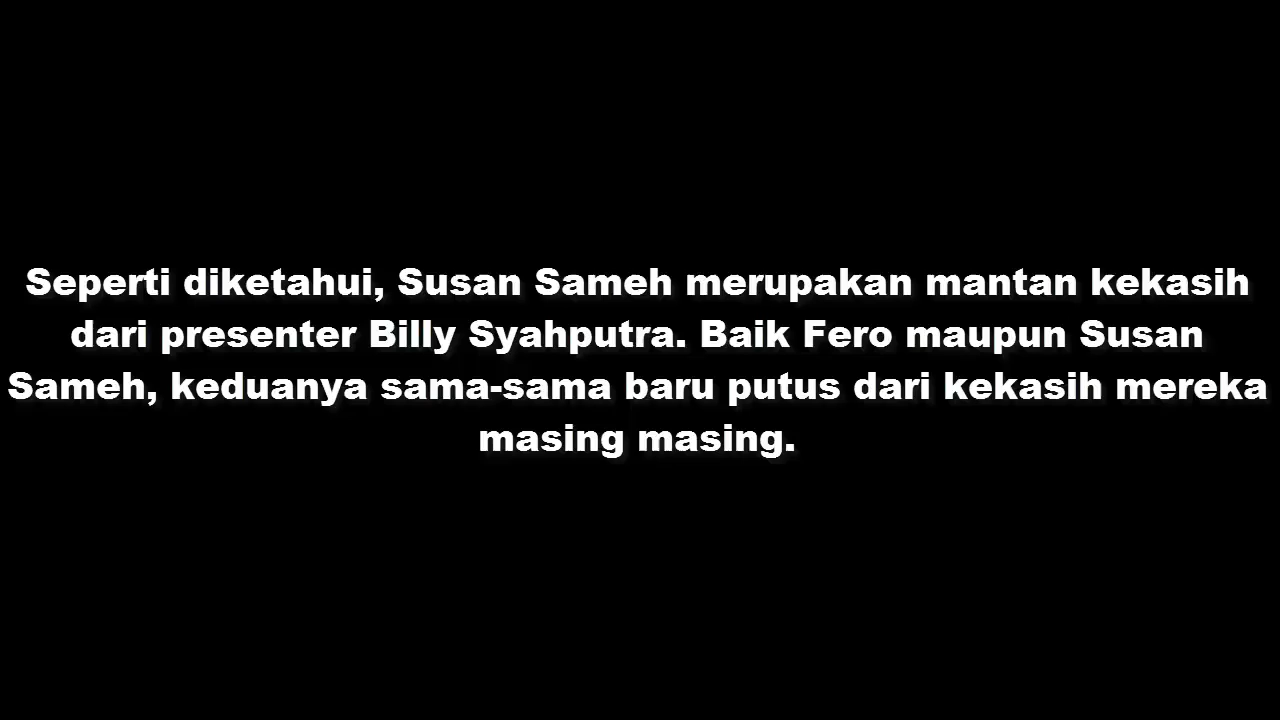 Seperti diketahui, Susan Sameh merupakan mantan kekasih
dari presenter Billy Syahputra. Baik Fero maupun Susan
Sameh, keduanya sama-sama baru putus dari kekasih mereka
masing masing.